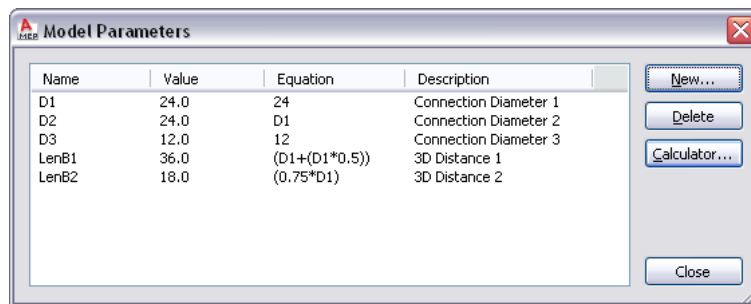 A MEP Model Parameters
Name Value Equation Description New...
D1 24.0 24 Connection Diameter 1
D2 24.0 D1 Connection Diameter 2 Delete
D3 12.0 12 Connection Diameter 3
LenB1 36.0 (D1+(D1*0.5)) 3D Distance 1 Calculator...
LenB2 18.0 (0.75*D1) 3D Distance 2
Close